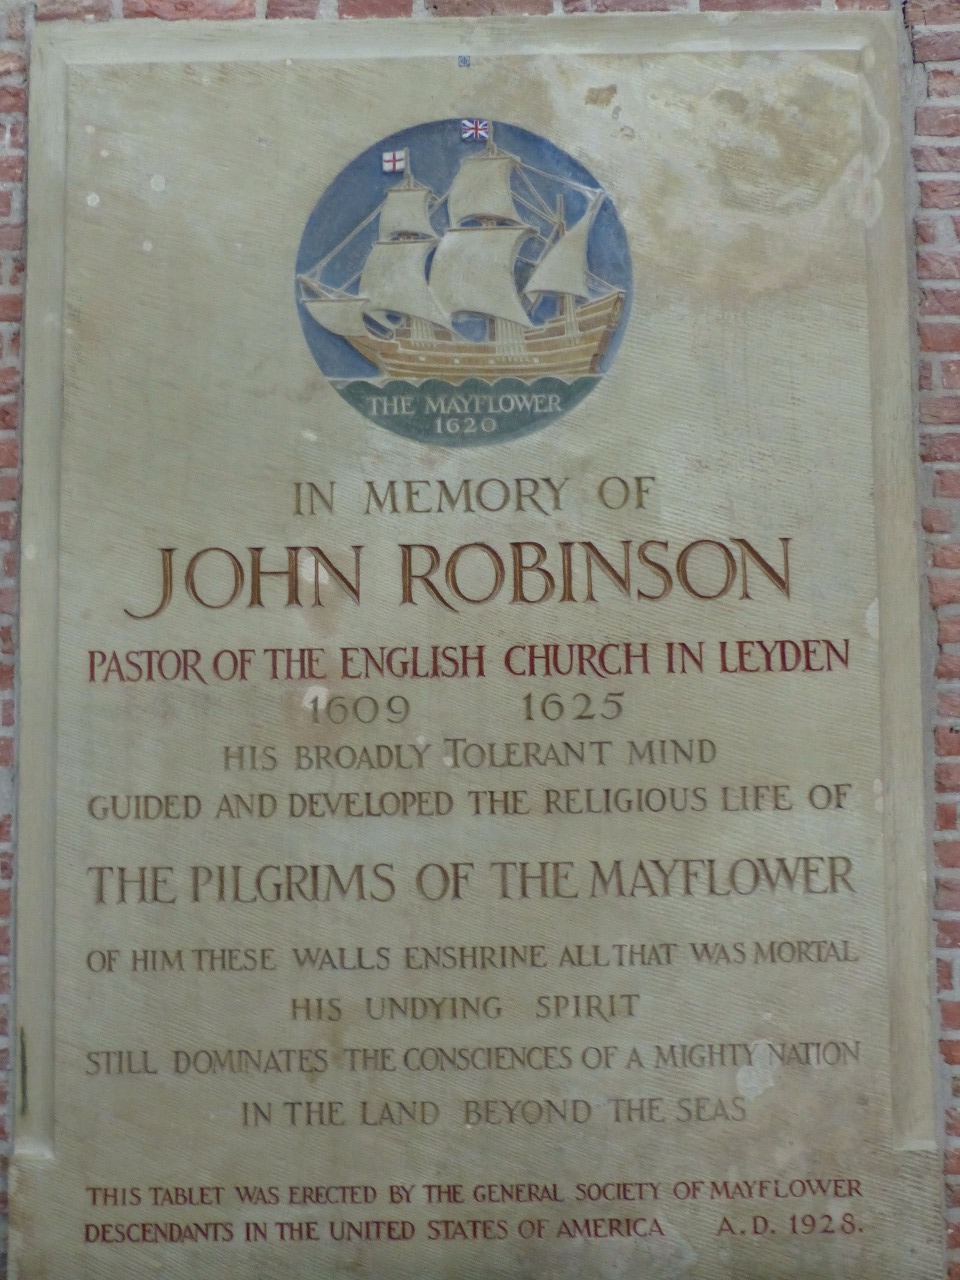 THE MAYFLOWER
1620
IN MEMORY OF
JOHN ROBINSON
PASTOR OF THE ENGLISH CHURCH IN LEYDEN
1609 1625
HIS BROADLY TOLERANT MIND
GUIDED AND DEVELOPED THE RELIGIOUS LIFE OF
THE PILGRIMS OF THE MAYFLOWER
OF HIM THESE WALLS ENSHRINE ALL THAT WAS MORTAL
HIS UNDYING SPIRIT
STILL DOMINATES THE CONSCIENCES OF A MIGHTY NATION
IN THE LAND BEYOND THE SEAS
THIS TABLET WAS ERECTED BY THE GENERAL SOCIETY OF MAYFLOWER
DESCENDANTS IN THE UNITED STATES OF AMERICA A.D. 1928.